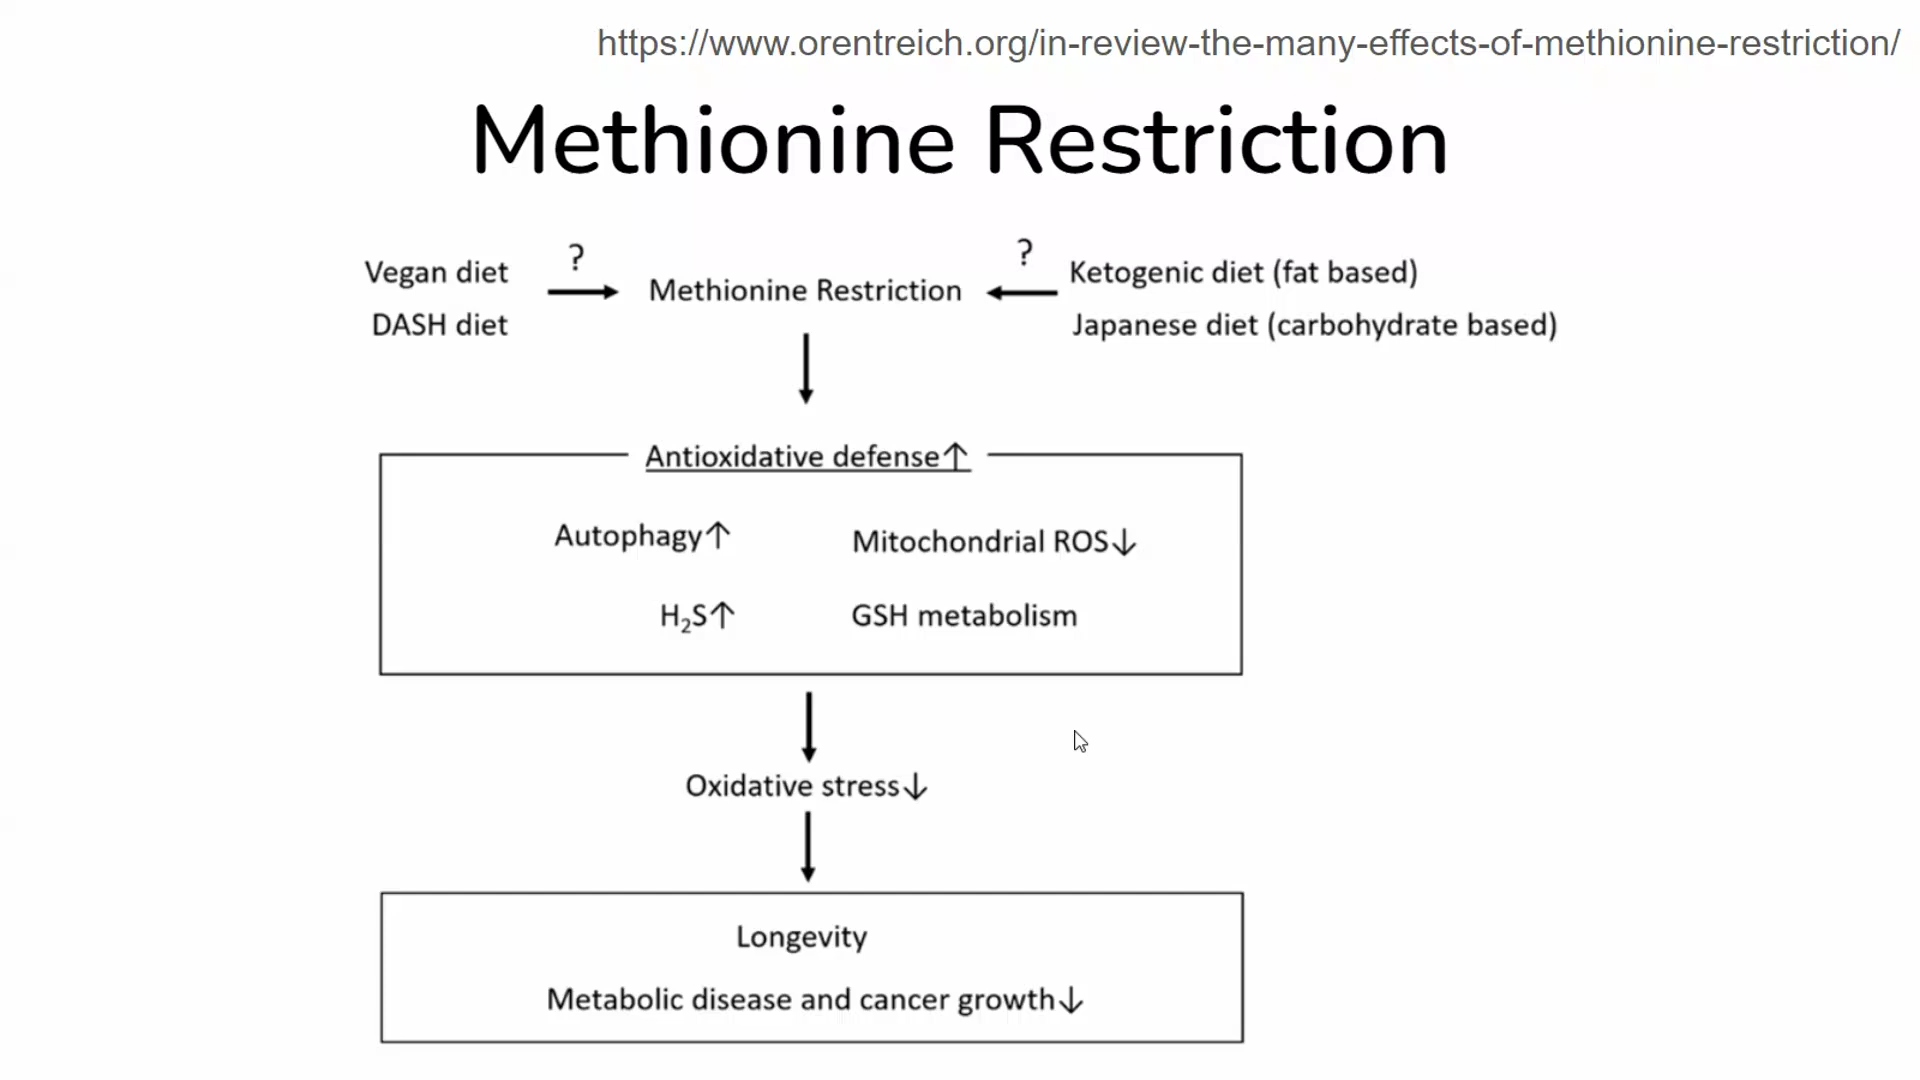 https://www.orentreich.org/in-review-the-many-effects-of-methionine-restriction/
Methionine Restriction
Vegan diet
DASH diet
?
Methionine Restriction
?
Ketogenic diet (fat based)
Japanese diet (carbohydrate based)
Antioxidative defense↑
Autophagy↑
Mitochondrial ROS↓
H₂S↑
GSH metabolism
Oxidative stress↓
Longevity
Metabolic disease and cancer growth↓